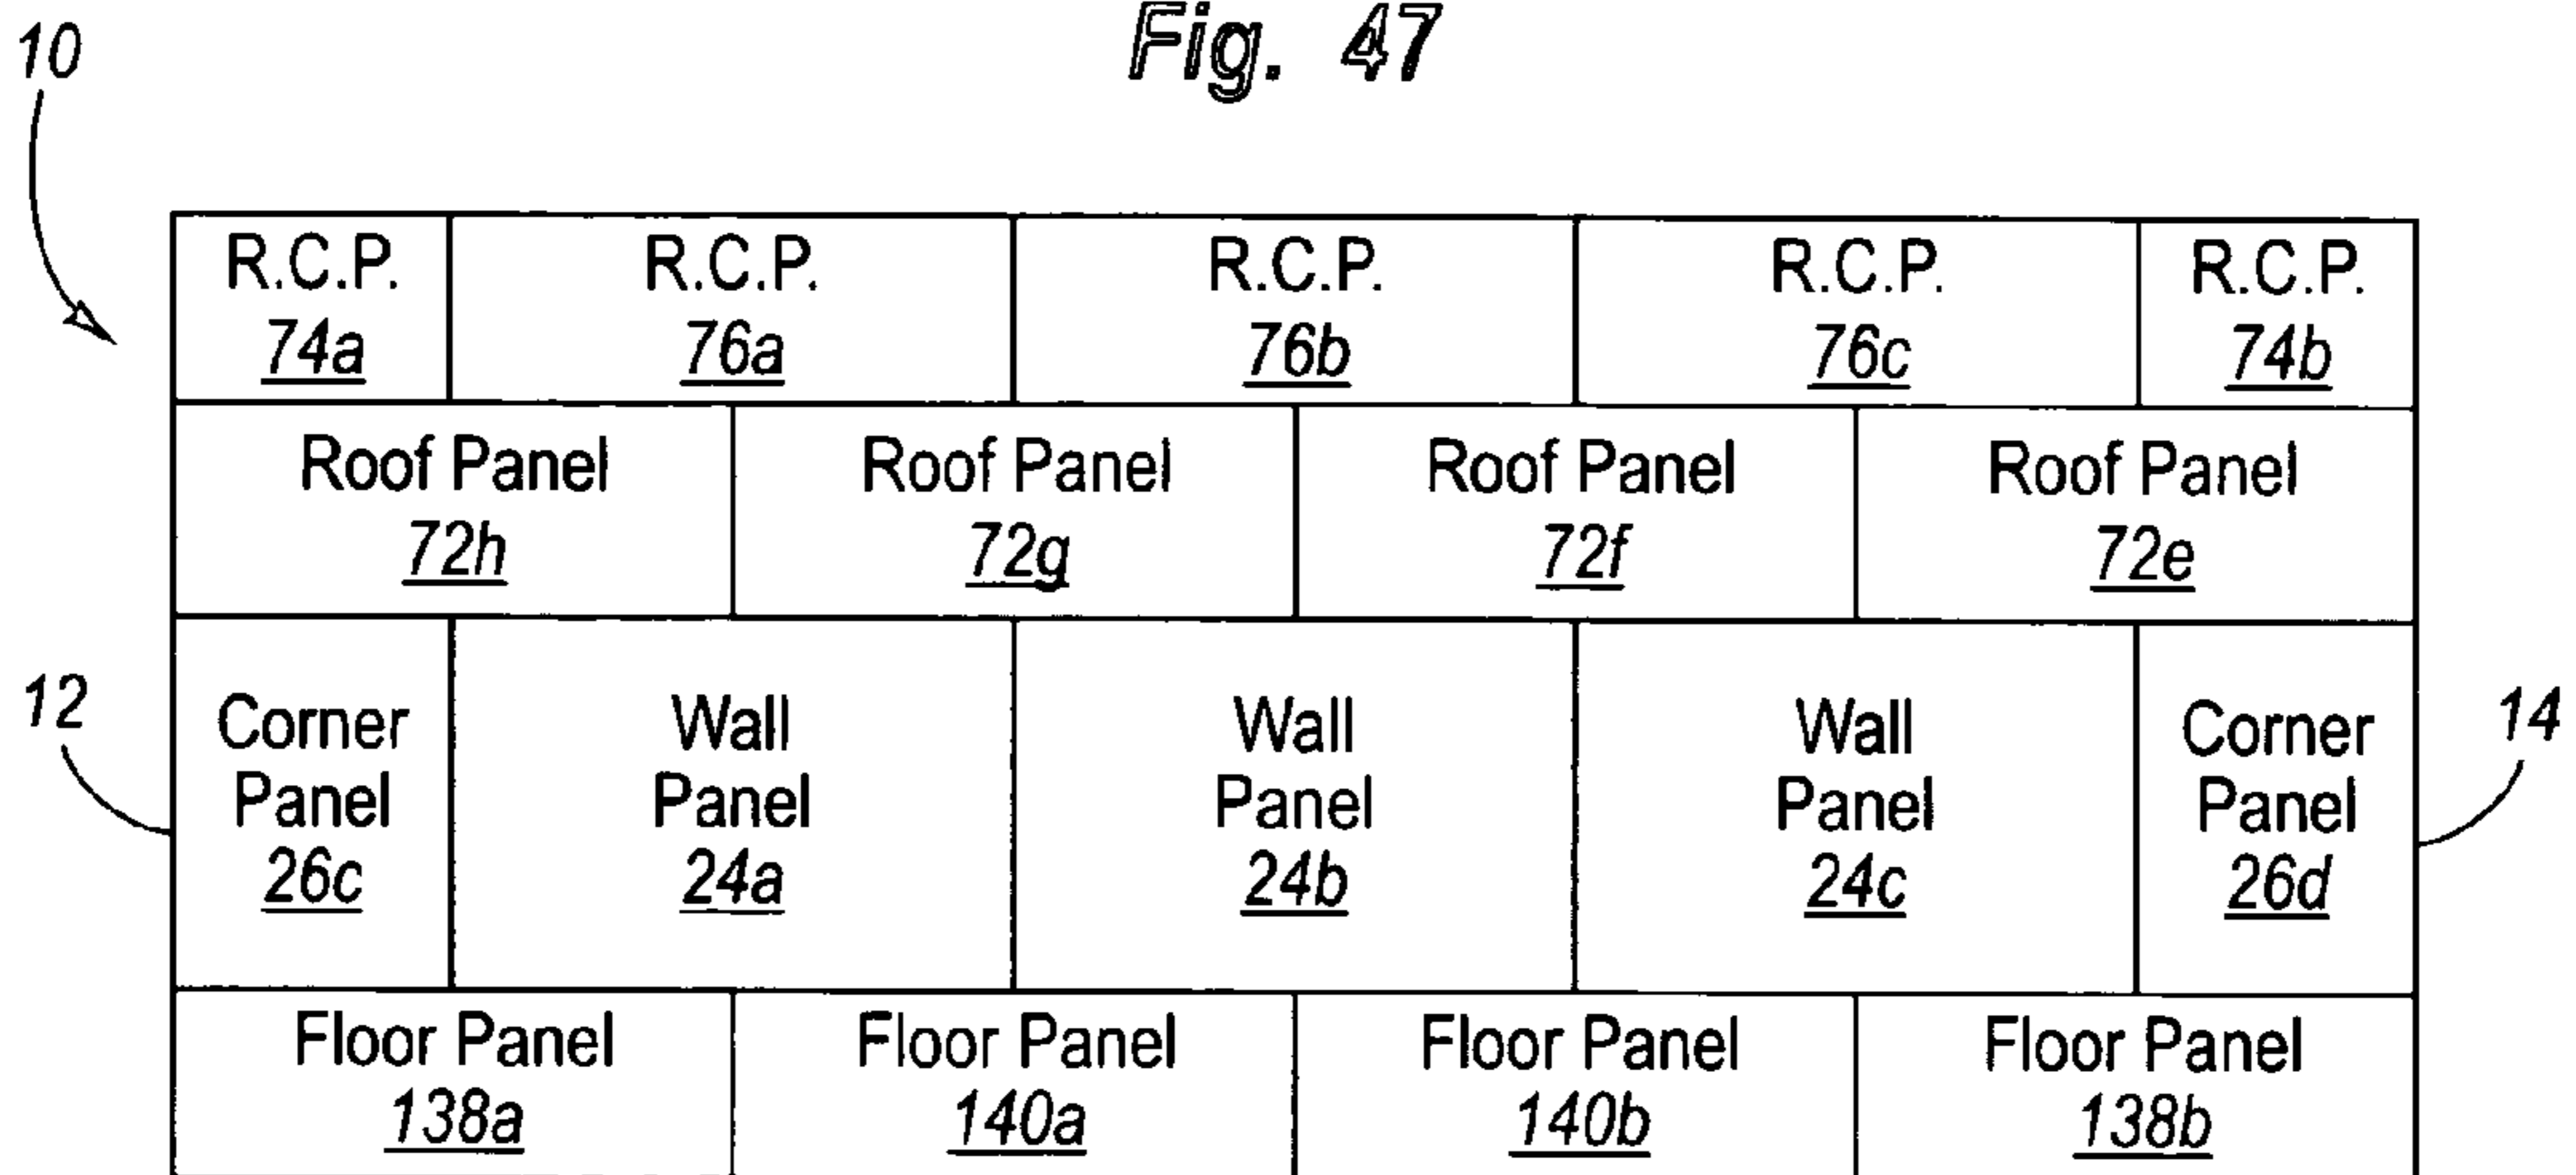 Fig. 47
10
R.C.P. R.C.P. R.C.P. R.C.P. R.C.P.
74a 76a 76b 76c 74b
Roof Panel Roof Panel Roof Panel Roof Panel
72h 72g 72f 72e
12
14
Corner Wall Wall Wall Corner
Panel Panel Panel Panel Panel
26c 24a 24b 24c 26d
Floor Panel Floor Panel Floor Panel Floor Panel
138a 140a 140b 138b